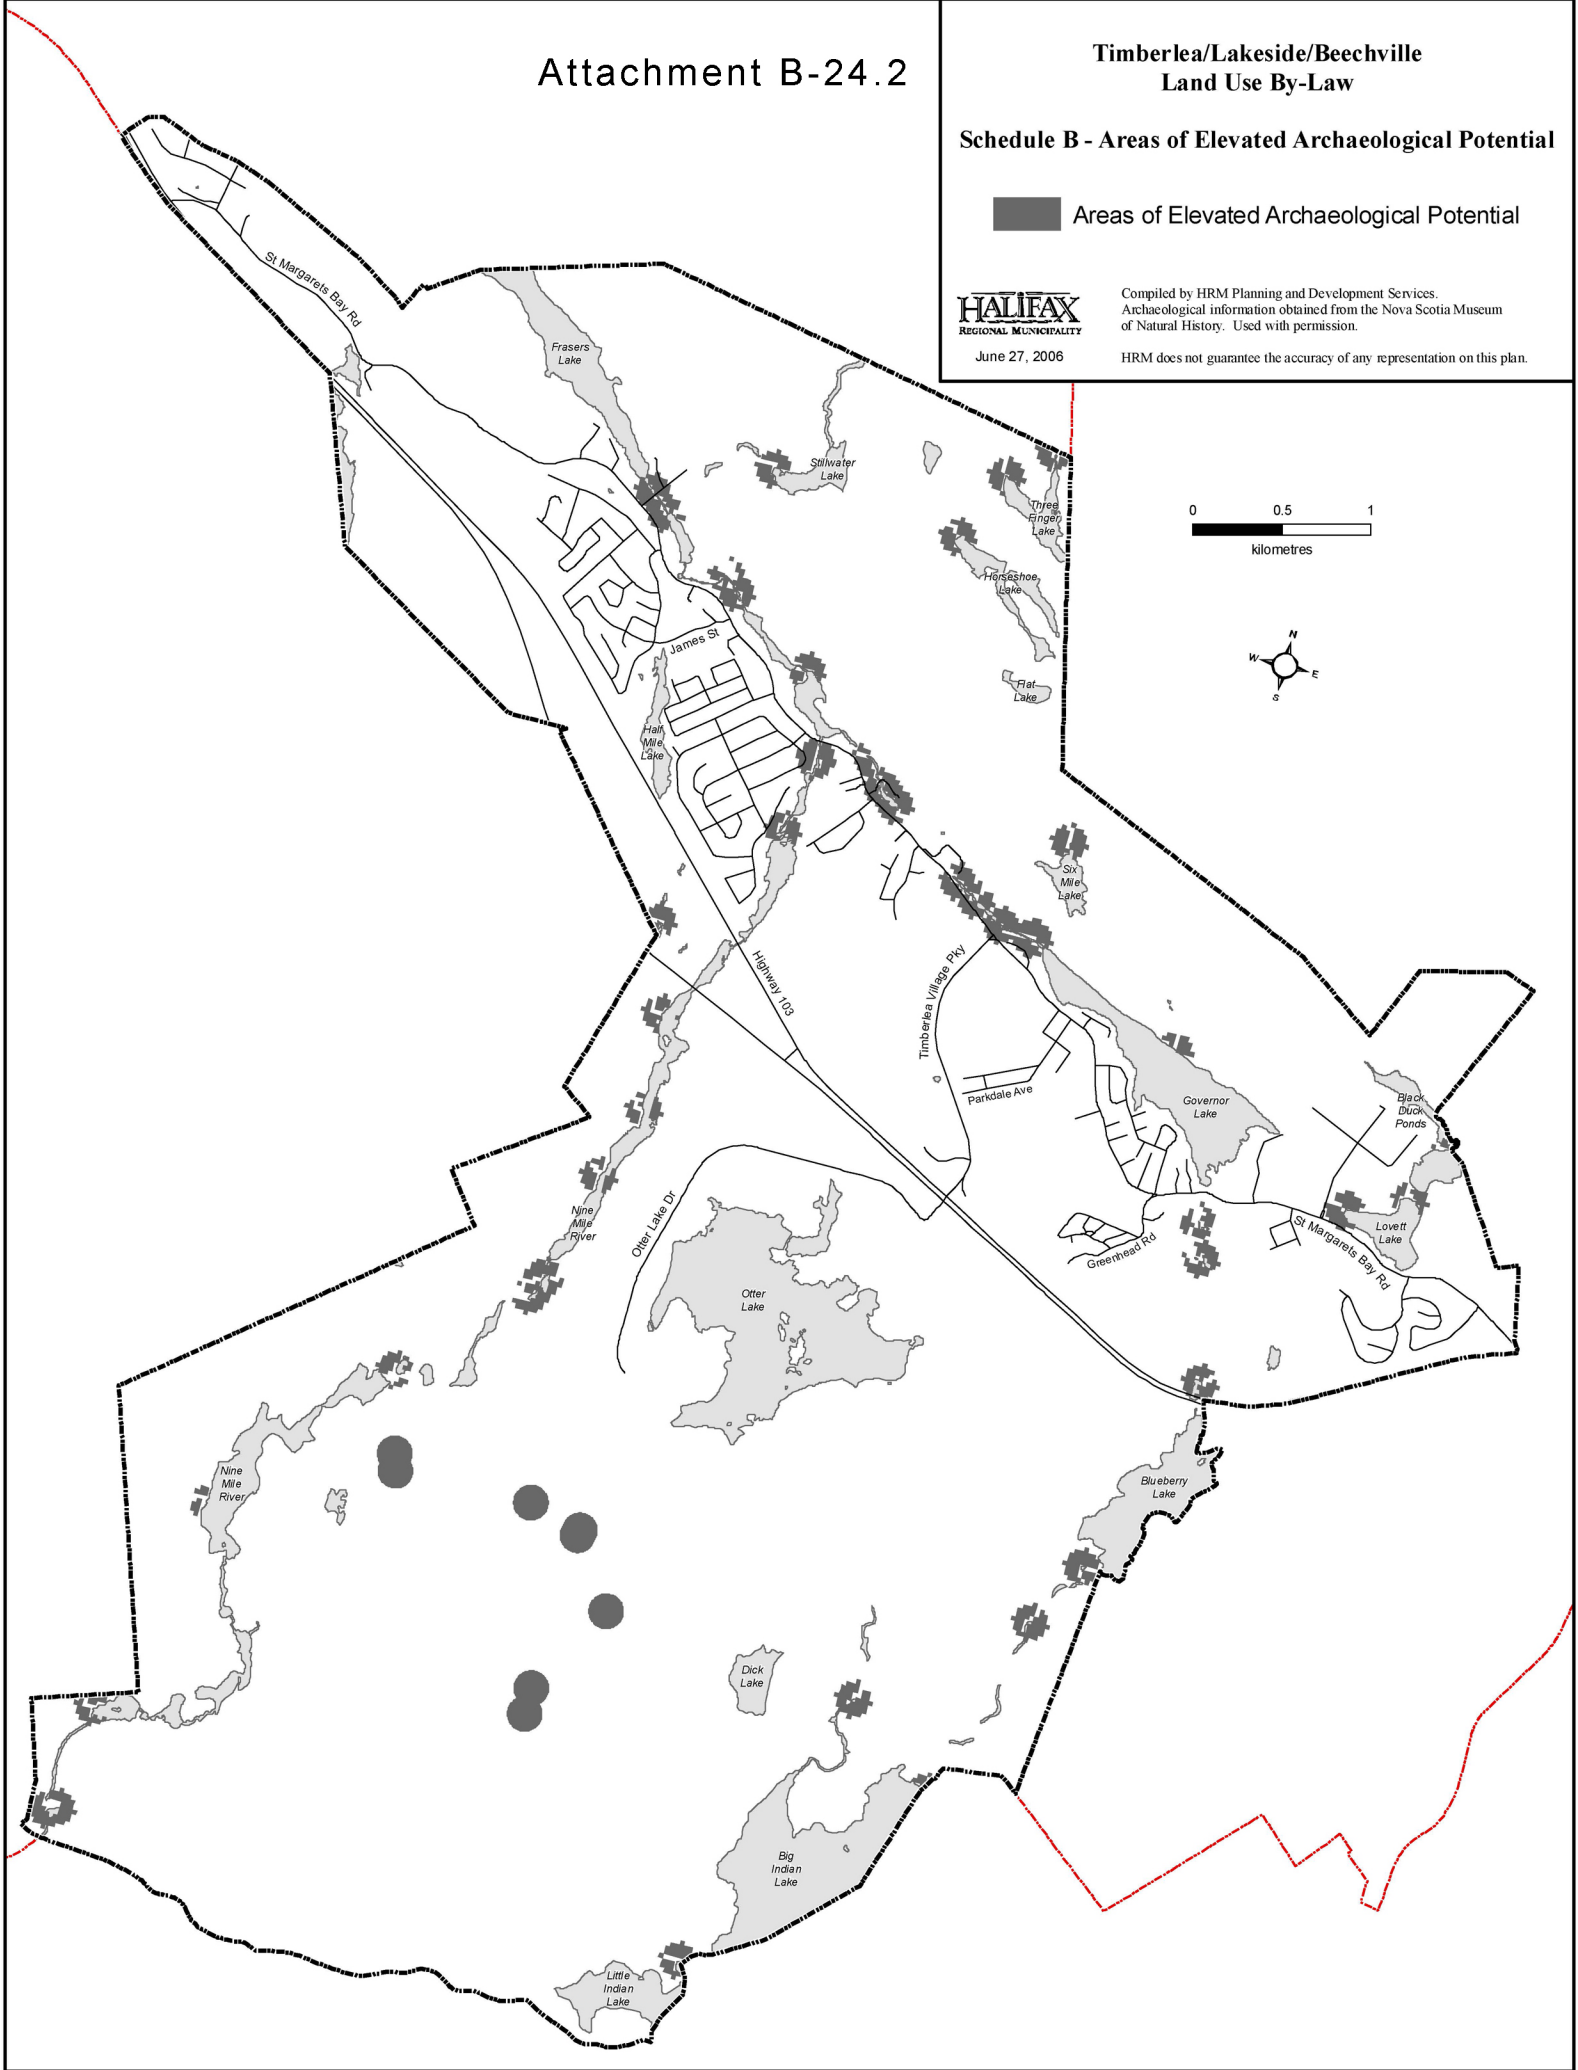 Attachment B-24.2
Timberlea/Lakeside/Beechville
Land Use By-Law
Schedule B - Areas of Elevated Archaeological Potential
Areas of Elevated Archaeological Potential
HALIFAX
REGIONAL MUNICIPALITY
June 27, 2006
Compiled by HRM Planning and Development Services.
Archaeological information obtained from the Nova Scotia Museum
of Natural History. Used with permission.
HRM does not guarantee the accuracy of any representation on this plan.
St Margarets Bay Rd
Frasers
Lake
Stillwater
Lake
Three
Finger
Lake
0 0.5 1
kilometres
Horseshoe
Lake
N
W
E
S
James St
Flat
Lake
Half
Mile
Lake
Six
Mile
Lake
Highway 103
Timberlea Village Pky
Parkdale Ave
Governor
Lake
Black
Duck
Ponds
Nine
Mile
River
Otter Lake Dr
Greenhead Rd
St Margarets Bay Rd
Lovett
Lake
Otter
Lake
Nine
Mile
River
Blueberry
Lake
Dick
Lake
Big
Indian
Lake
Little
Indian
Lake